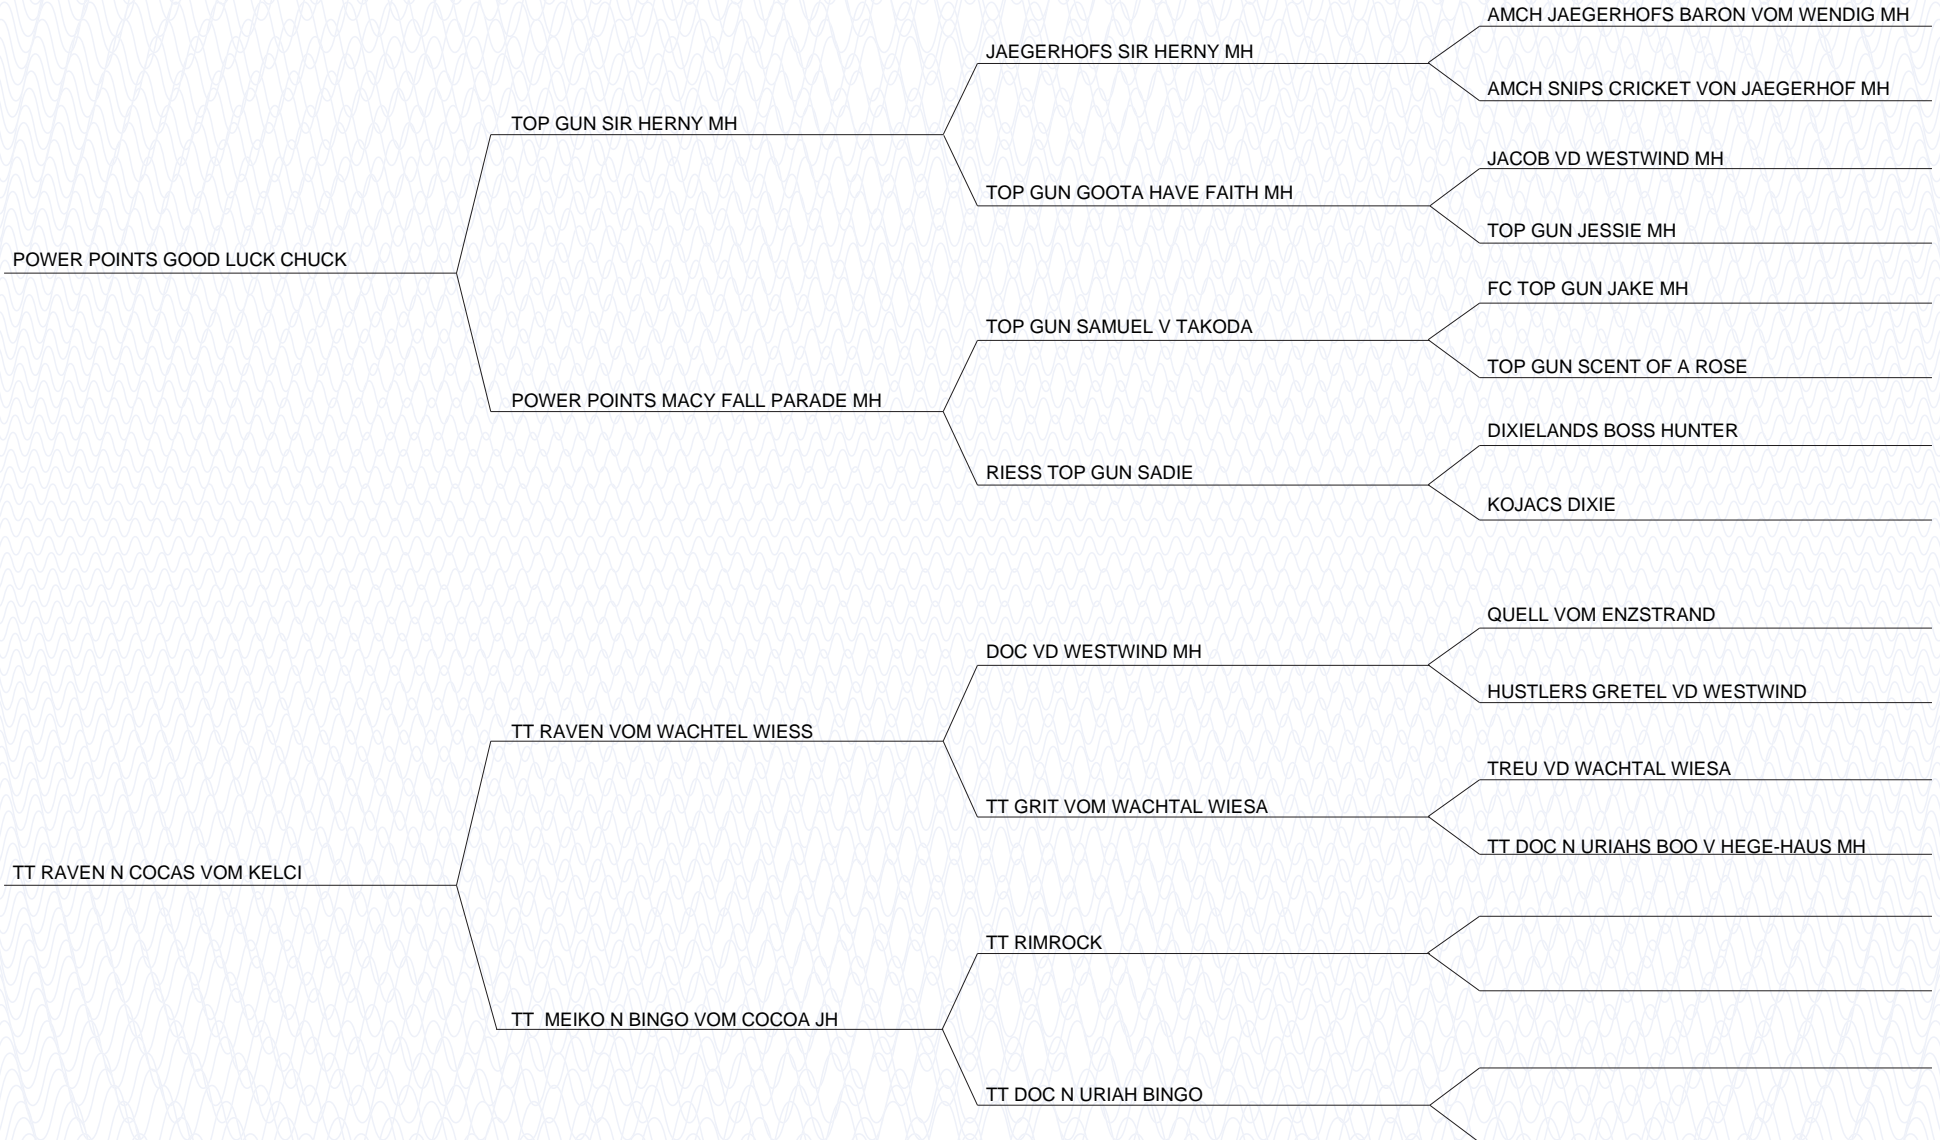 AMCH JAEGERHOFS BARON VOM WENDIG MH
JAEGERHOFS SIR HERNY MH
AMCH SNIPS CRICKET VON JAEGERHOF MH
TOP GUN SIR HERNY MH
JACOB VD WESTWIND MH
TOP GUN GOOTA HAVE FAITH MH
TOP GUN JESSIE MH
POWER POINTS GOOD LUCK CHUCK
FC TOP GUN JAKE MH
TOP GUN SAMUEL V TAKODA
TOP GUN SCENT OF A ROSE
POWER POINTS MACY FALL PARADE MH
DIXIELANDS BOSS HUNTER
RIESS TOP GUN SADIE
KOJACS DIXIE
QUELL VOM ENZSTRAND
DOC VD WESTWIND MH
HUSTLERS GRETEL VD WESTWIND
TT RAVEN VOM WACHTEL WIESS
TREU VD WACHTAL WIESA
TT GRIT VOM WACHTAL WIESA
TT DOC N URIAHS BOO V HEGE-HAUS MH
TT RAVEN N COCAS VOM KELCI
TT RIMROCK
TT  MEIKO N BINGO VOM COCOA JH
TT DOC N URIAH BINGO